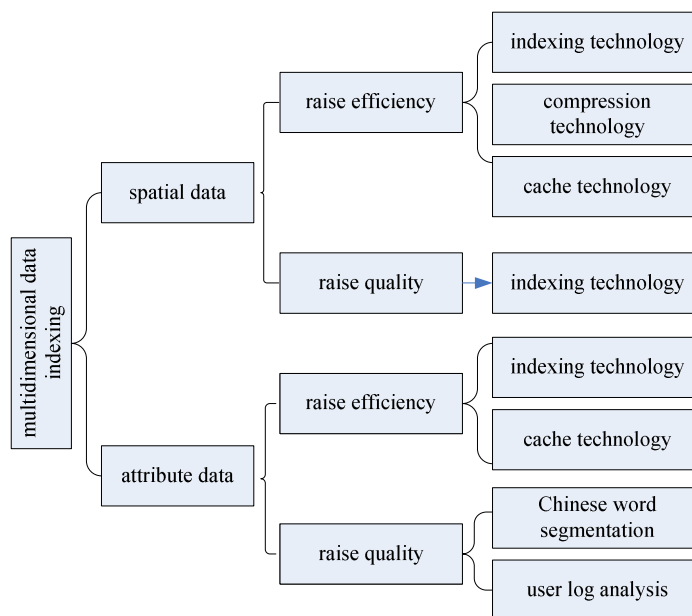 multidimensional data
indexing
spatial data
raise efficiency
indexing technology
compression
technology
cache technology
raise quality
indexing technology
attribute data
raise efficiency
indexing technology
cache technology
raise quality
Chinese word
segmentation
user log analysis